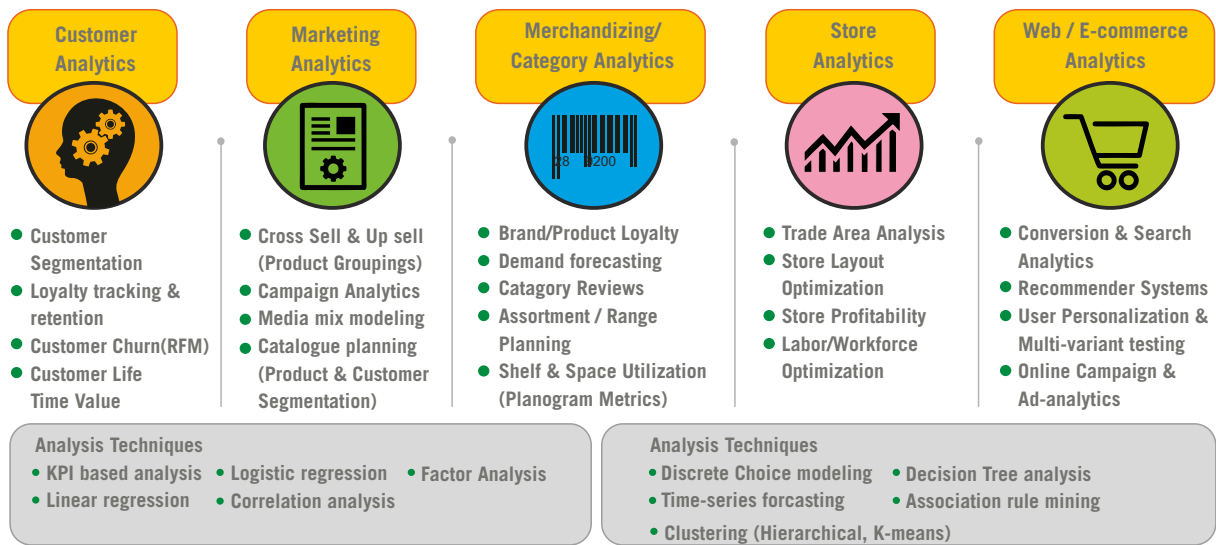 Customer
Analytics
Marketing
Analytics
Merchandizing/
Category Analytics
Store
Analytics
Web / E-commerce
Analytics
28 9200
Customer
Segmentation
Loyalty tracking &
retention
Customer Churn(RFM)
Customer Life
Time Value
Cross Sell & Up sell
(Product Groupings)
Campaign Analytics
Media mix modeling
Catalogue planning
(Product & Customer
Segmentation)
Brand/Product Loyalty
Demand forecasting
Catagory Reviews
Assortment / Range
Planning
Shelf & Space Utilization
(Planogram Metrics)
Trade Area Analysis
Store Layout
Optimization
Store Profitability
Labor/Workforce
Optimization
Conversion & Search
Analytics
Recommender Systems
User Personalization &
Multi-variant testing
Online Campaign &
Ad-analytics
Analysis Techniques
KPI based analysis
Logistic regression
Factor Analysis
Linear regression
Correlation analysis
Analysis Techniques
Discrete Choice modeling
Decision Tree analysis
Time-series forcasting
Association rule mining
Clustering (Hierarchical, K-means)